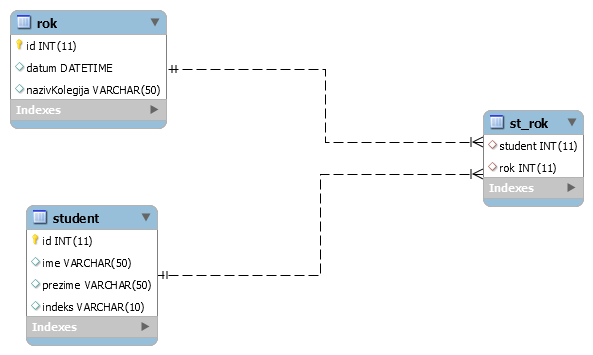 rok
id INT(11)
datum DATETIME
nazivKolegija VARCHAR(50)
Indexes
st_rok
student INT(11)
rok INT(11)
Indexes
student
id INT(11)
ime VARCHAR(50)
prezime VARCHAR(50)
indeks VARCHAR(10)
Indexes